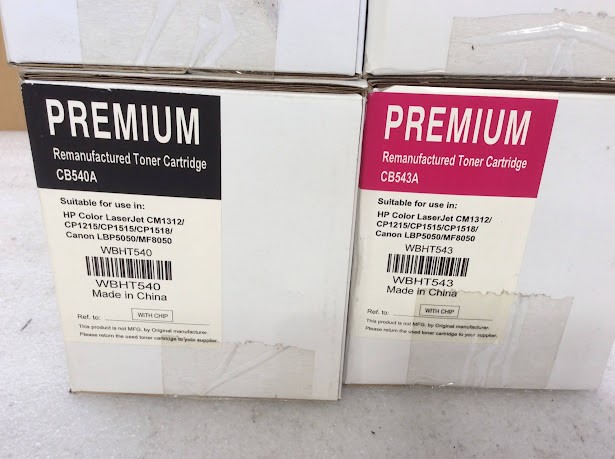 PREMIUM
Remanufactured Toner Cartridge
CB540A
Suitable for use in:
HP Color LaserJet CM1312/
CP1215/CP1515/CP1518/
Canon LBP5050/MF8050
WBHT540
WBHT540
Made in China
Ref. to: WITH CHIP
This product is not MFG. by Original manufacturer.
Please return the used toner cartridge to your supplier.
PREMIUM
Remanufactured Toner Cartridge
CB543A
Suitable for use in:
HP Color LaserJet CM1312/
CP1215/CP1515/CP1518/
Canon LBP5050/MF8050
WBHT543
WBHT543
Made in China
Ref. to: WITH CHIP
This product is not MFG. by Original manufacturer.
Please return the used toner cartridge to your supplier.